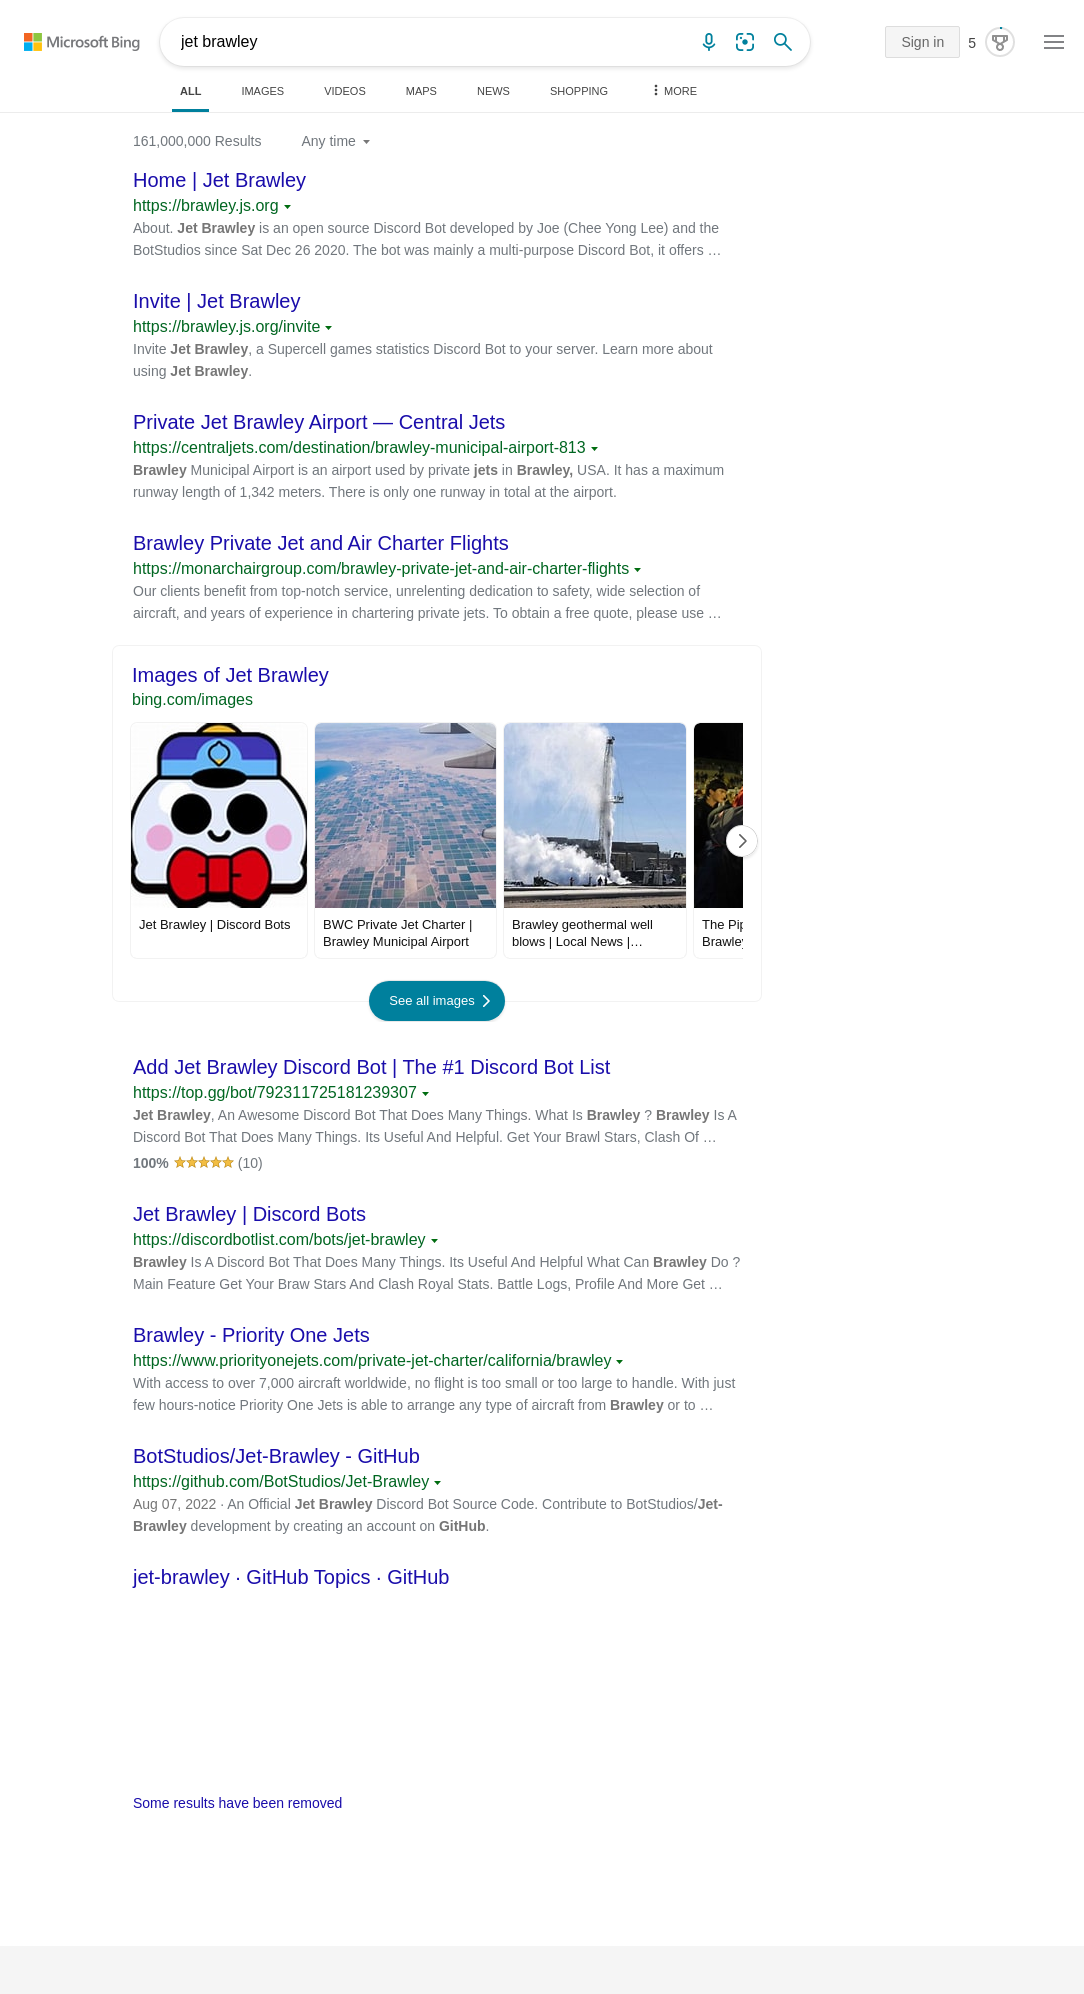 Microsoft Bing
jet brawley
Sign in
5
ALL
IMAGES
VIDEOS
MAPS
NEWS
SHOPPING
MORE
161,000,000 Results
Any time
Home | Jet Brawley
https://brawley.js.org
About. Jet Brawley is an open source Discord Bot developed by Joe (Chee Yong Lee) and the
BotStudios since Sat Dec 26 2020. The bot was mainly a multi-purpose Discord Bot, it offers …
Invite | Jet Brawley
https://brawley.js.org/invite
Invite Jet Brawley, a Supercell games statistics Discord Bot to your server. Learn more about
using Jet Brawley.
Private Jet Brawley Airport — Central Jets
https://centraljets.com/destination/brawley-municipal-airport-813
Brawley Municipal Airport is an airport used by private jets in Brawley, USA. It has a maximum
runway length of 1,342 meters. There is only one runway in total at the airport.
Brawley Private Jet and Air Charter Flights
https://monarchairgroup.com/brawley-private-jet-and-air-charter-flights
Our clients benefit from top-notch service, unrelenting dedication to safety, wide selection of
aircraft, and years of experience in chartering private jets. To obtain a free quote, please use …
Images of Jet Brawley
bing.com/images
Jet Brawley | Discord Bots
BWC Private Jet Charter |
Brawley Municipal Airport
Brawley geothermal well
blows | Local News |…
The Pip
Brawley
See all images
Add Jet Brawley Discord Bot | The #1 Discord Bot List
https://top.gg/bot/792311725181239307
Jet Brawley, An Awesome Discord Bot That Does Many Things. What Is Brawley ? Brawley Is A
Discord Bot That Does Many Things. Its Useful And Helpful. Get Your Brawl Stars, Clash Of …
100% (10)
Jet Brawley | Discord Bots
https://discordbotlist.com/bots/jet-brawley
Brawley Is A Discord Bot That Does Many Things. Its Useful And Helpful What Can Brawley Do ?
Main Feature Get Your Braw Stars And Clash Royal Stats. Battle Logs, Profile And More Get …
Brawley - Priority One Jets
https://www.priorityonejets.com/private-jet-charter/california/brawley
With access to over 7,000 aircraft worldwide, no flight is too small or too large to handle. With just
few hours-notice Priority One Jets is able to arrange any type of aircraft from Brawley or to …
BotStudios/Jet-Brawley - GitHub
https://github.com/BotStudios/Jet-Brawley
Aug 07, 2022 · An Official Jet Brawley Discord Bot Source Code. Contribute to BotStudios/Jet-
Brawley development by creating an account on GitHub.
jet-brawley · GitHub Topics · GitHub
Some results have been removed